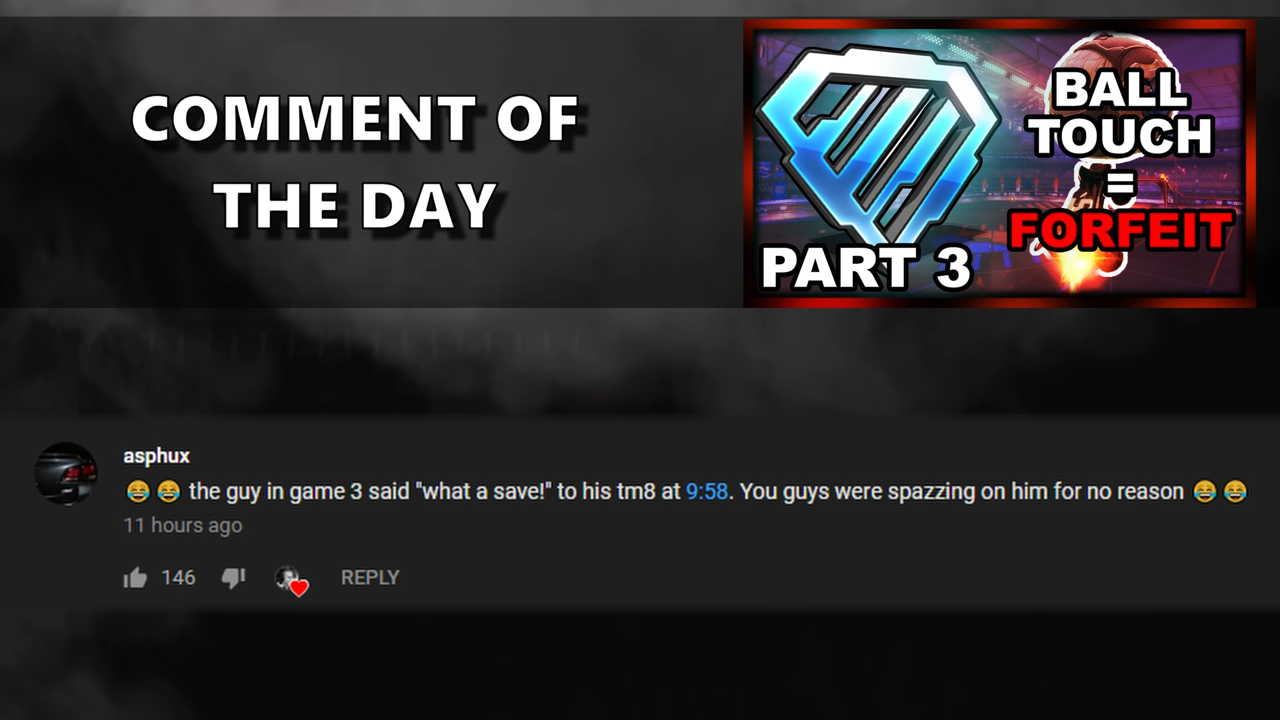 COMMENT OF
THE DAY
BALL
TOUCH
=
FORFEIT
PART 3
asphux
😂 😂 the guy in game 3 said "what a save!" to his tm8 at 9:58. You guys were spazzing on him for no reason 😂 😂
11 hours ago
146
REPLY